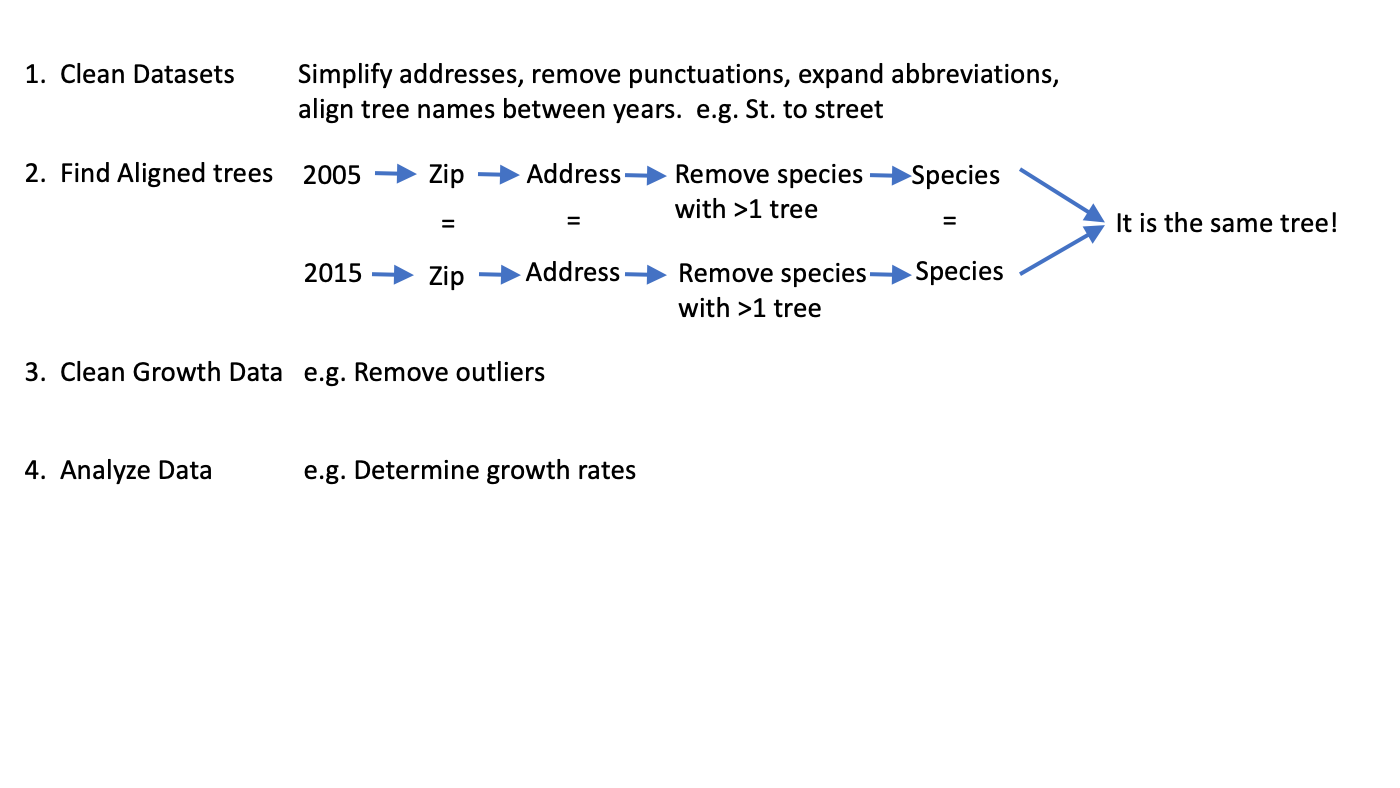 1. Clean Datasets Simplify addresses, remove punctuations, expand abbreviations,
align tree names between years. e.g. St. to street
2. Find Aligned trees 2005 Zip Address Remove species Species
with >1 tree
= = =
It is the same tree!
2015 Zip Address Remove species Species
with >1 tree
3. Clean Growth Data e.g. Remove outliers
4. Analyze Data e.g. Determine growth rates